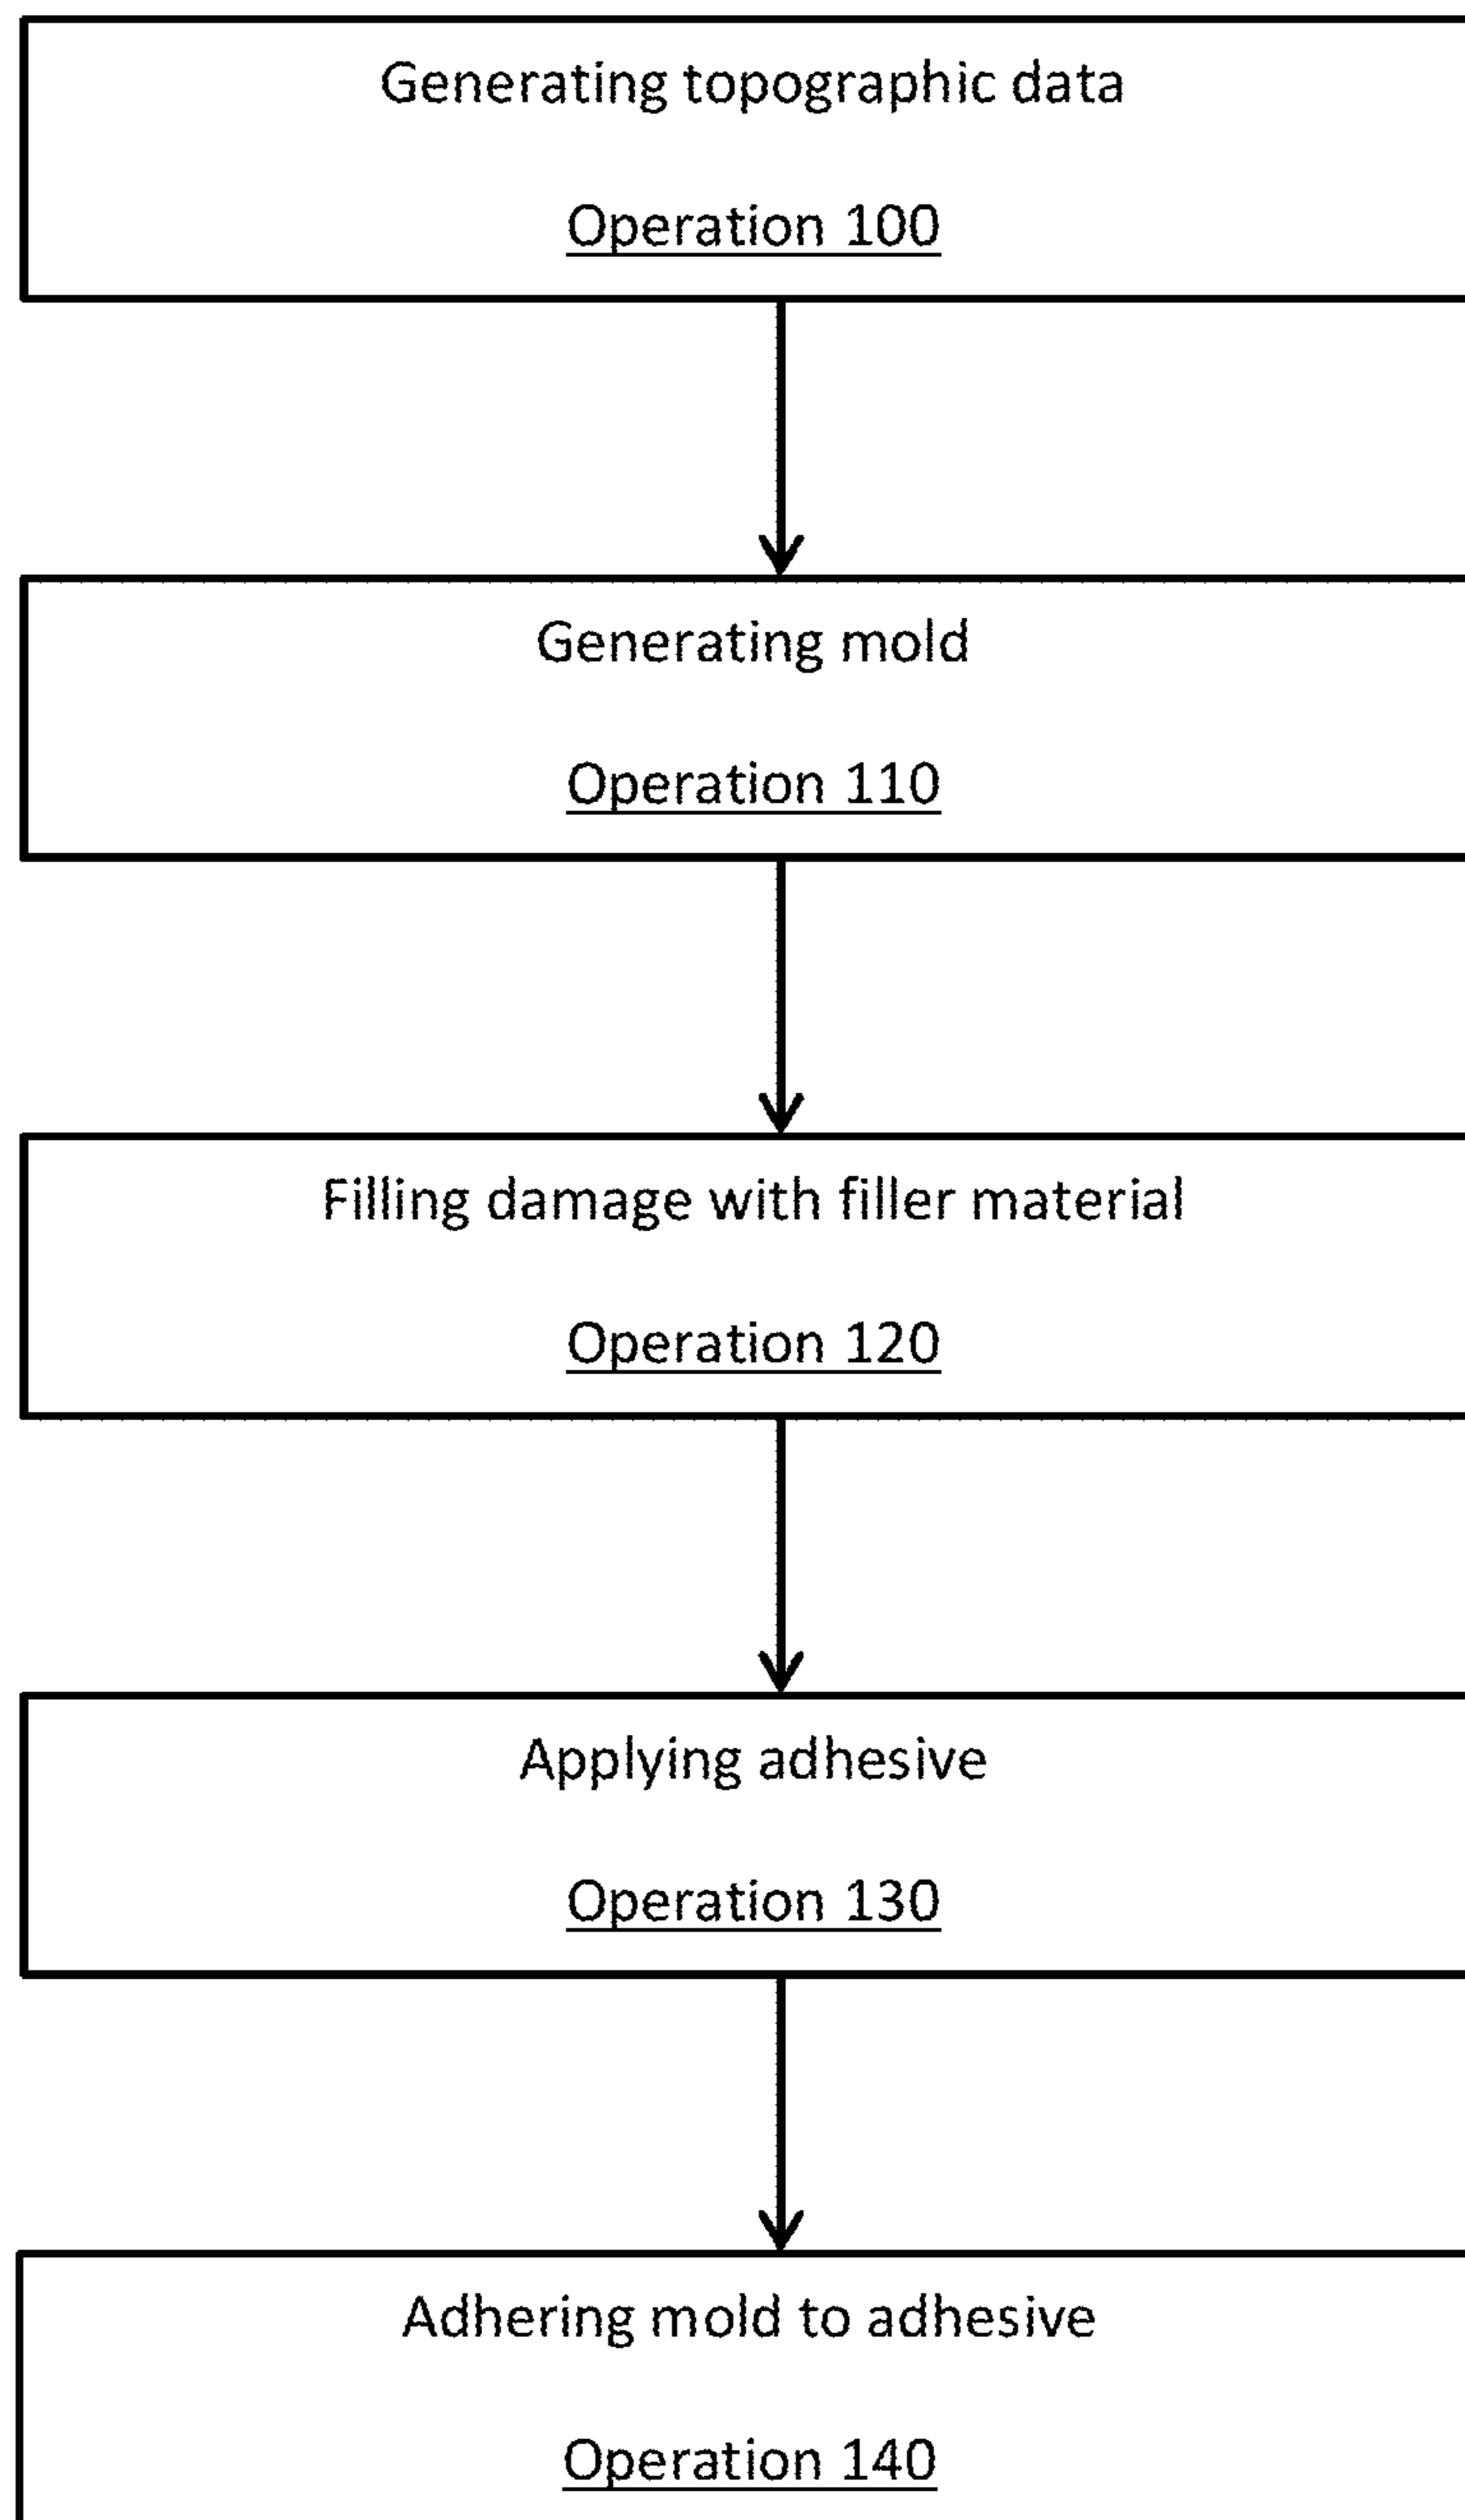 Generating topographic data
Operation 100
Generating mold
Operation 110
Filling damage with filler material
Operation 120
Applying adhesive
Operation 130
Adhering mold to adhesive
Operation 140